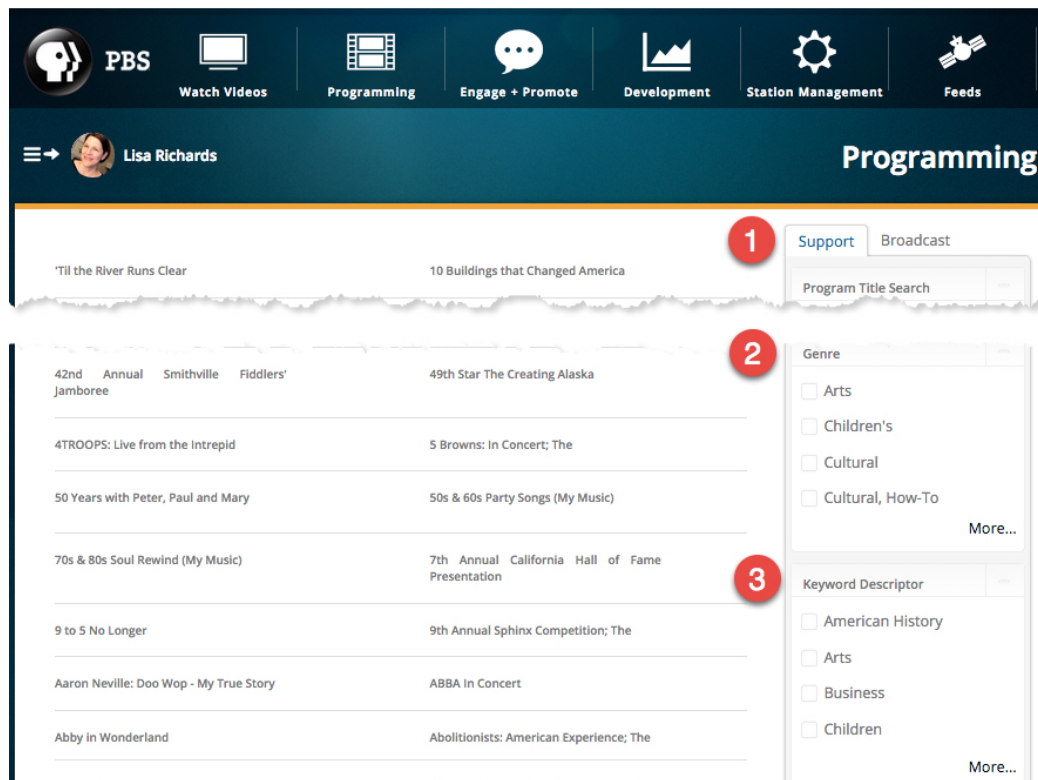 PBS
Watch Videos
Programming
Engage + Promote
Development
Station Management
Feeds
Lisa Richards
Programming
1
Support
Broadcast
'Til the River Runs Clear
10 Buildings that Changed America
Program Title Search
2
Genre
42nd Annual Smithville Fiddlers'
Jamboree
49th Star The Creating Alaska
Arts
Children's
4TROOPS: Live from the Intrepid
5 Browns: In Concert; The
Cultural
50 Years with Peter, Paul and Mary
50s & 60s Party Songs (My Music)
Cultural, How-To
More...
70s & 80s Soul Rewind (My Music)
7th Annual California Hall of Fame
Presentation
3
Keyword Descriptor
9 to 5 No Longer
9th Annual Sphinx Competition; The
American History
Arts
Aaron Neville: Doo Wop - My True Story
ABBA In Concert
Business
Abby in Wonderland
Abolitionists: American Experience; The
Children
More...